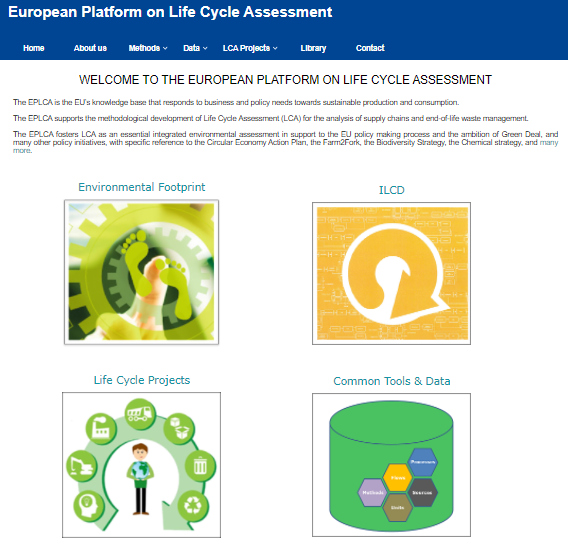 European Platform on Life Cycle Assessment
Home About us Methods Data LCA Projects Library Contact
WELCOME TO THE EUROPEAN PLATFORM ON LIFE CYCLE ASSESSMENT
The EPLCA is the EU's knowledge base that responds to business and policy needs towards sustainable production and consumption.
The EPLCA supports the methodological development of Life Cycle Assessment (LCA) for the analysis of supply chains and end-of-life waste management.
The EPLCA fosters LCA as an essential integrated environmental assessment in support to the EU policy making process and the ambition of Green Deal, and
many other policy initiatives, with specific reference to the Circular Economy Action Plan, the Farm2Fork, the Biodiversity Strategy, the Chemical strategy, and many
more.
Environmental Footprint
ILCD
Life Cycle Projects
Common Tools & Data
Processes
Flows
Methods
Sources
Units